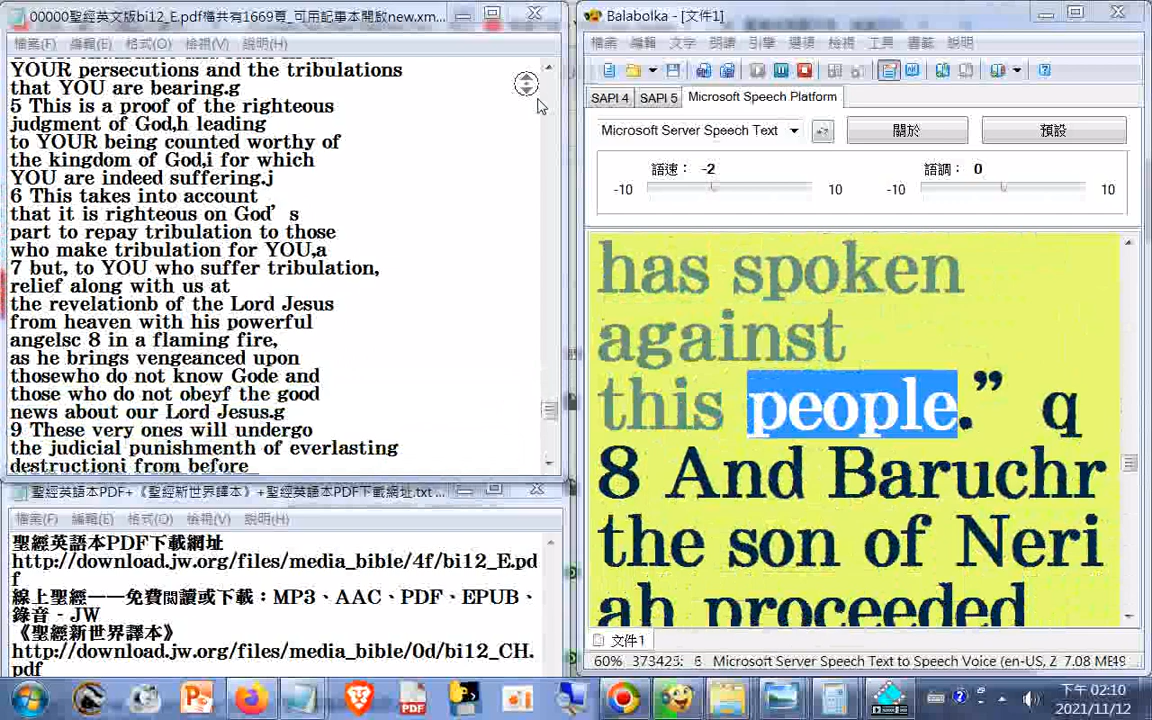 00000聖經英文版bi12_E.pdf檔共有1669頁_可用記事本開啟new.xm...
檔案(F) 編輯(E) 格式(O) 檢視(V) 說明(H)
YOUR persecutions and the tribulations
that YOU are bearing.g
5 This is a proof of the righteous
judgment of God,h leading
to YOUR being counted worthy of
the kingdom of God,i for which
YOU are indeed suffering.j
6 This takes into account
that it is righteous on God’s
part to repay tribulation to those
who make tribulation for YOU,a
7 but, to YOU who suffer tribulation,
relief along with us at
the revelationb of the Lord Jesus
from heaven with his powerful
angelsc 8 in a flaming fire,
as he brings vengeanced upon
thosewho do not know Gode and
those who do not obeyf the good
news about our Lord Jesus.g
9 These very ones will undergo
the judicial punishmenth of everlasting
destructioni from before
聖經英語本PDF+《聖經新世界譯本》+聖經英語本PDF下載網址.txt ...
檔案(F) 編輯(E) 格式(O) 檢視(V) 說明(H)
聖經英語本PDF下載網址
http://download.jw.org/files/media_bible/4f/bi12_E.pd
f
線上聖經——免費閱讀或下載：MP3、AAC、PDF、EPUB、
錄音 - JW
《聖經新世界譯本》
http://download.jw.org/files/media_bible/0d/bi12_CH.
pdf
Balabolka - [文件1]
檔案 編輯 文字 朗讀 引擎 選項 檢視 工具 書籤 說明
SAPI 4 SAPI 5 Microsoft Speech Platform
Microsoft Server Speech Text 關於 預設
語速： -2 語調： 0
-10 10 -10 10
has spoken
against
this people.” q
8 And Baruchr
the son of Neri
ah proceeded
文件1
60% 373425: 6 Microsoft Server Speech Text to Speech Voice (en-US, Z 7.08 ME
下午 02:10
2021/11/12